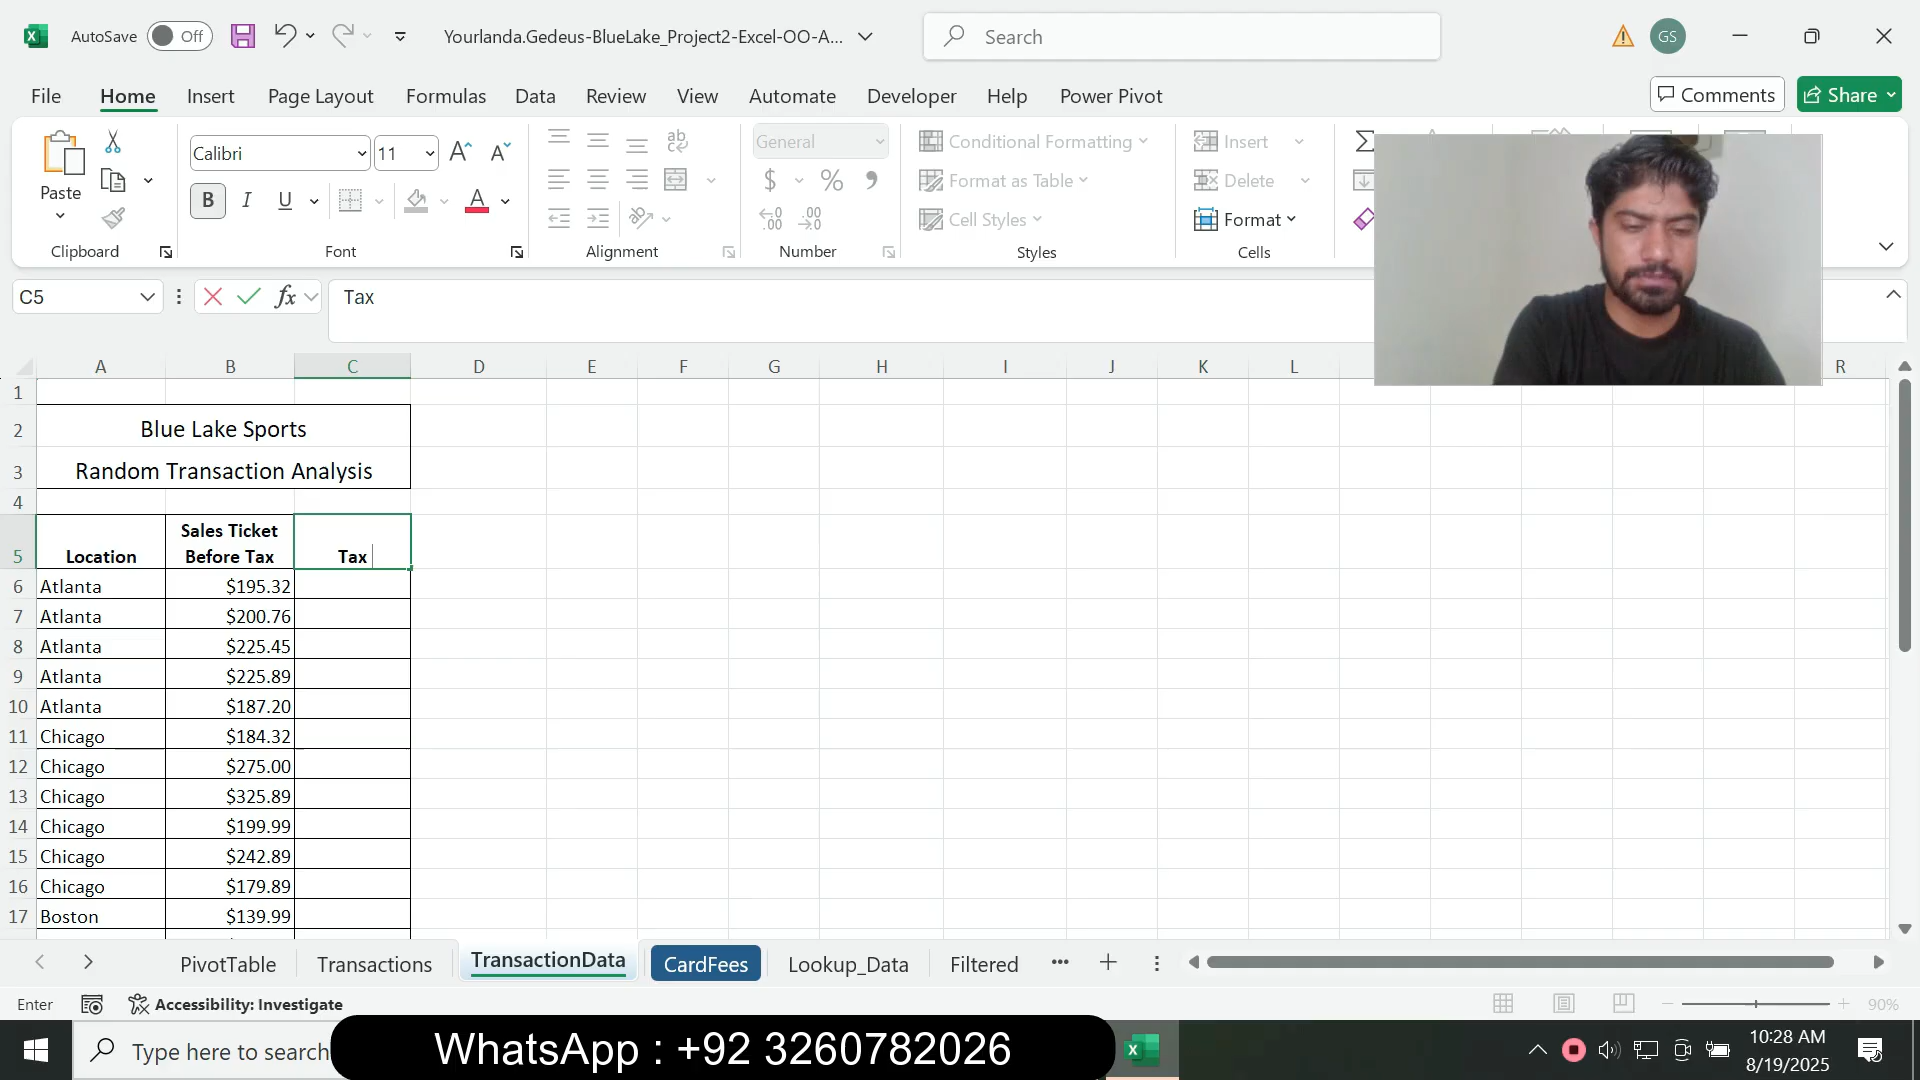 AutoSave Off Yourlanda.Gedeus-BlueLake_Project2-Excel-OO-A... Search GS
File Home Insert Page Layout Formulas Data Review View Automate Developer Help Power Pivot Comments Share
Paste
Clipboard
Calibri 11
B I U A
Font
ab
Alignment
General
$ % 9
Number
Conditional Formatting
Format as Table
Cell Styles
Styles
Insert
Delete
Format
Cells
C5 fx Tax
A B C D E F G H I J K L R
1
2 Blue Lake Sports
3 Random Transaction Analysis
4
Sales Ticket
5 Location Before Tax Tax
6 Atlanta $195.32
7 Atlanta $200.76
8 Atlanta $225.45
9 Atlanta $225.89
10 Atlanta $187.20
11 Chicago $184.32
12 Chicago $275.00
13 Chicago $325.89
14 Chicago $199.99
15 Chicago $242.89
16 Chicago $179.89
17 Boston $139.99
PivotTable Transactions TransactionData CardFees Lookup_Data Filtered
Enter Accessibility: Investigate 90%
Type here to search
WhatsApp : +92 3260782026
10:28 AM
8/19/2025